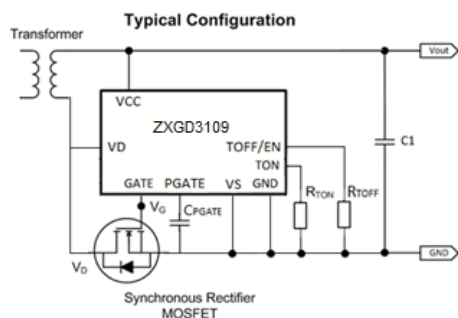 Typical Configuration
Transformer
Vout
VCC
ZXGD3109
VD
TOFF/EN
TON
C1
GATE
PGATE
VS
GND
VG
CPGATE
RTON
RTOFF
VD
GND
Synchronous Rectifier
MOSFET